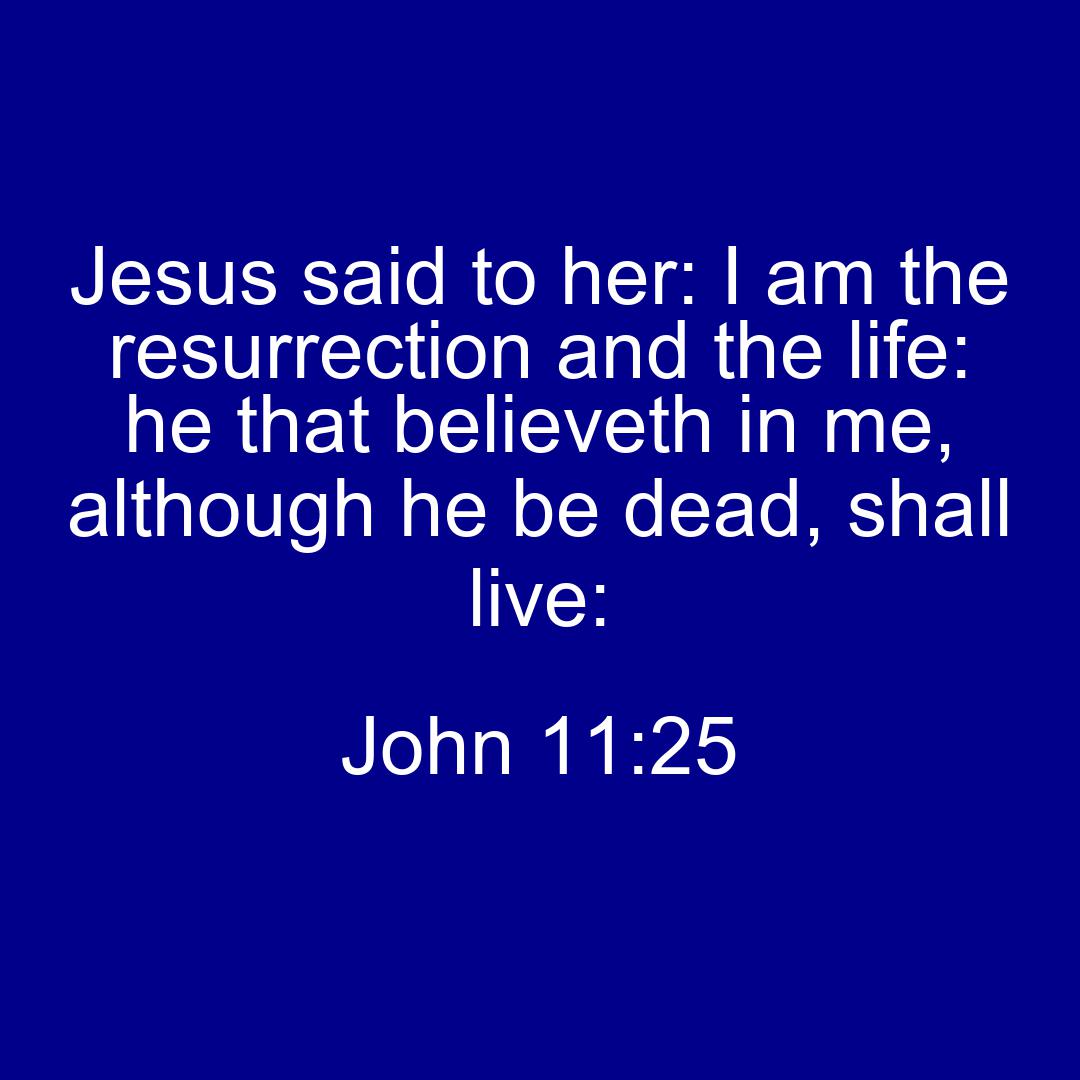 Jesus said to her: I am the
resurrection and the life:
he that believeth in me,
although he be dead, shall
live:
John 11:25